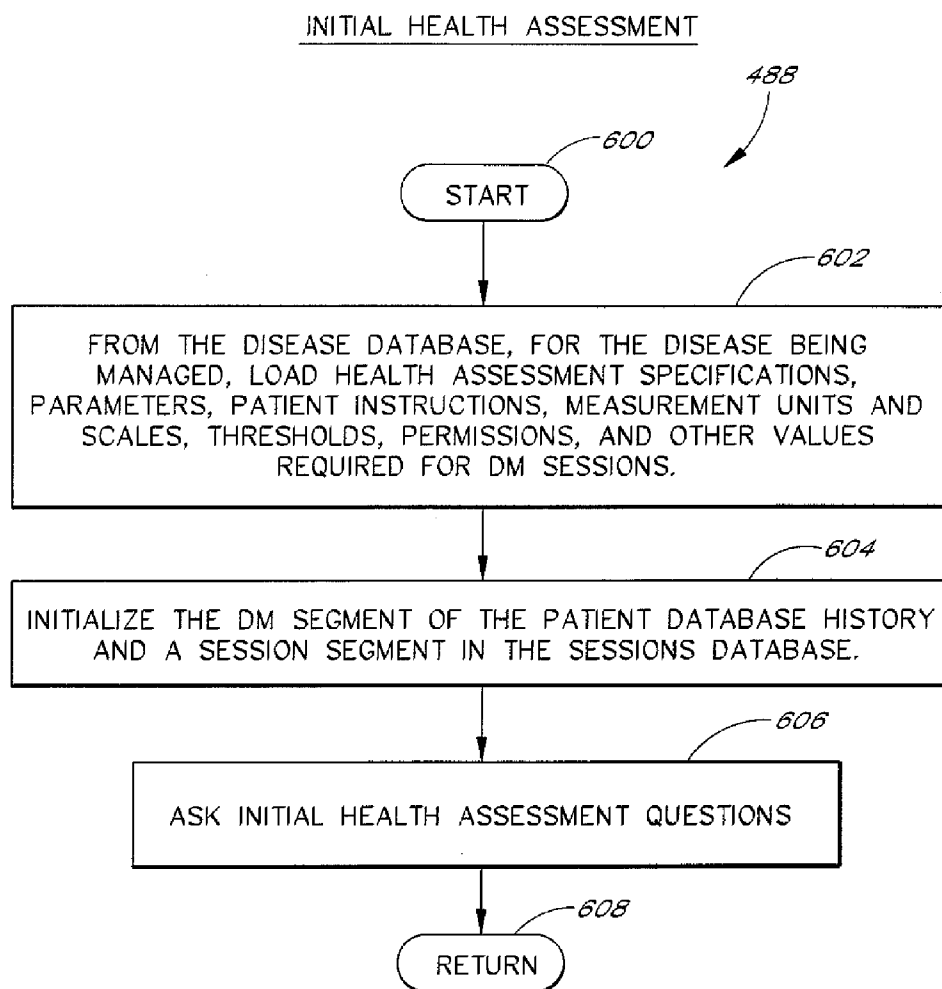 INITIAL HEALTH ASSESSMENT
488
600
START
602
FROM THE DISEASE DATABASE, FOR THE DISEASE BEING
MANAGED, LOAD HEALTH ASSESSMENT SPECIFICATIONS,
PARAMETERS, PATIENT INSTRUCTIONS, MEASUREMENT UNITS AND
SCALES, THRESHOLDS, PERMISSIONS, AND OTHER VALUES
REQUIRED FOR DM SESSIONS.
604
INITIALIZE THE DM SEGMENT OF THE PATIENT DATABASE HISTORY
AND A SESSION SEGMENT IN THE SESSIONS DATABASE.
606
ASK INITIAL HEALTH ASSESSMENT QUESTIONS
608
RETURN